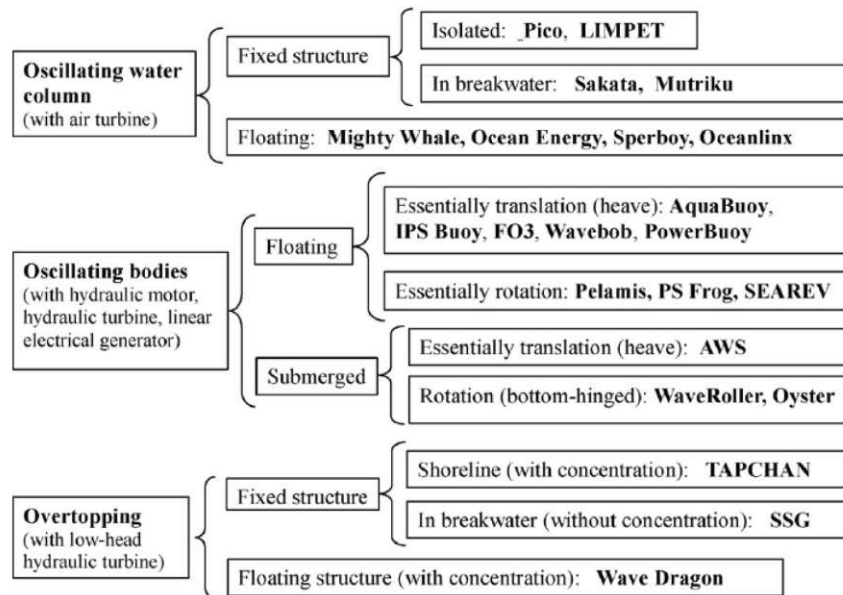 Oscillating water
column
(with air turbine)
Fixed structure
Isolated: _Pico, LIMPET
In breakwater: Sakata, Mutriku
Floating: Mighty Whale, Ocean Energy, Sperboy, Oceanlinx
Oscillating bodies
(with hydraulic motor,
hydraulic turbine, linear
electrical generator)
Floating
Essentially translation (heave): AquaBuoy,
IPS Buoy, FO3, Wavebob, PowerBuoy
Essentially rotation: Pelamis, PS Frog, SEAREV
Submerged
Essentially translation (heave): AWS
Rotation (bottom-hinged): WaveRoller, Oyster
Overtopping
(with low-head
hydraulic turbine)
Fixed structure
Shoreline (with concentration): TAPCHAN
In breakwater (without concentration): SSG
Floating structure (with concentration): Wave Dragon